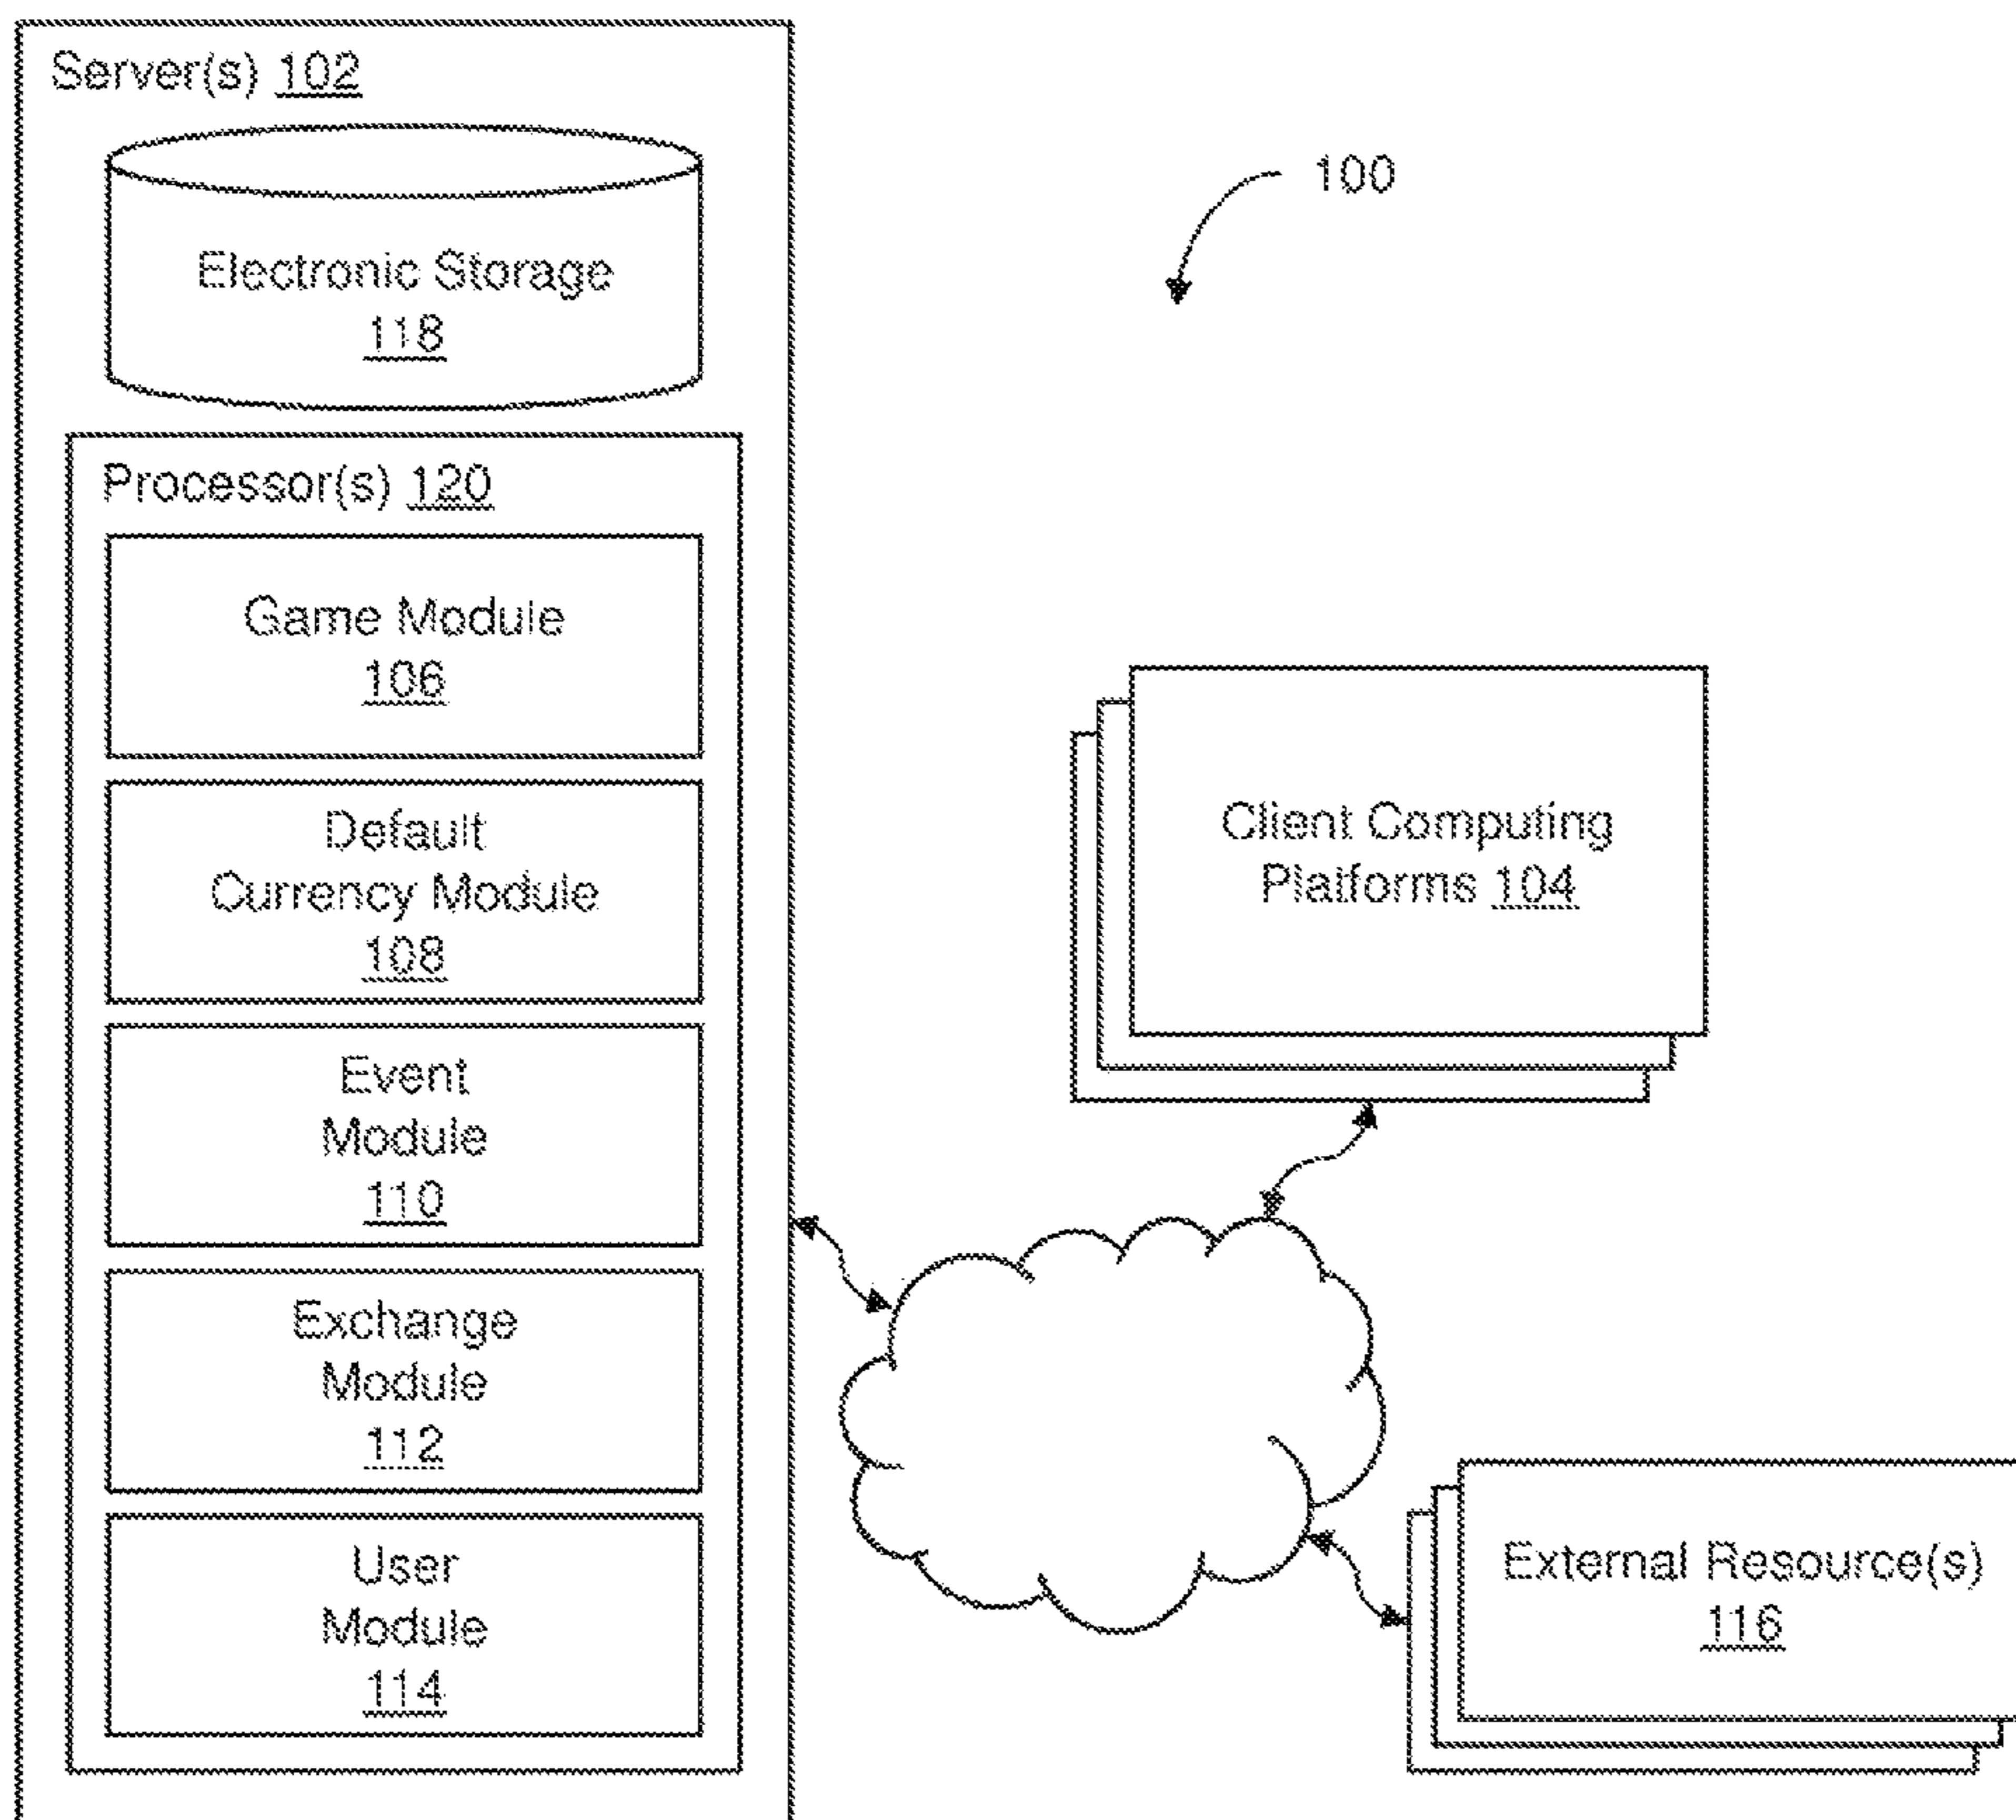 Server(s) 102
Electronic Storage
118
Processor(s) 120
Game Module
106
Default
Currency Module
108
Event
Module
110
Exchange
Module
112
User
Module
114
100
Client Computing
Platforms 104
External Resource(s)
116